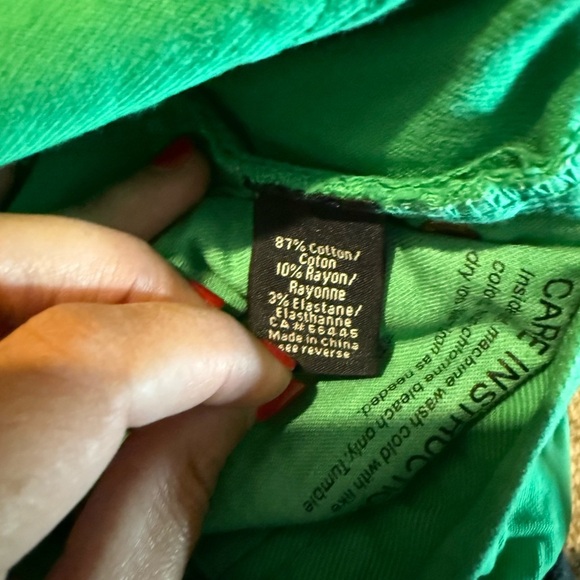 87% Cotton/
Coton
10% Rayon/
Rayonne
3% Elastane/
Elasthanne
CA# 56445
Made in China
see reverse
CARE INSTRUC
machine wash cold with like
chlorine bleach only. Tumble
as needed.